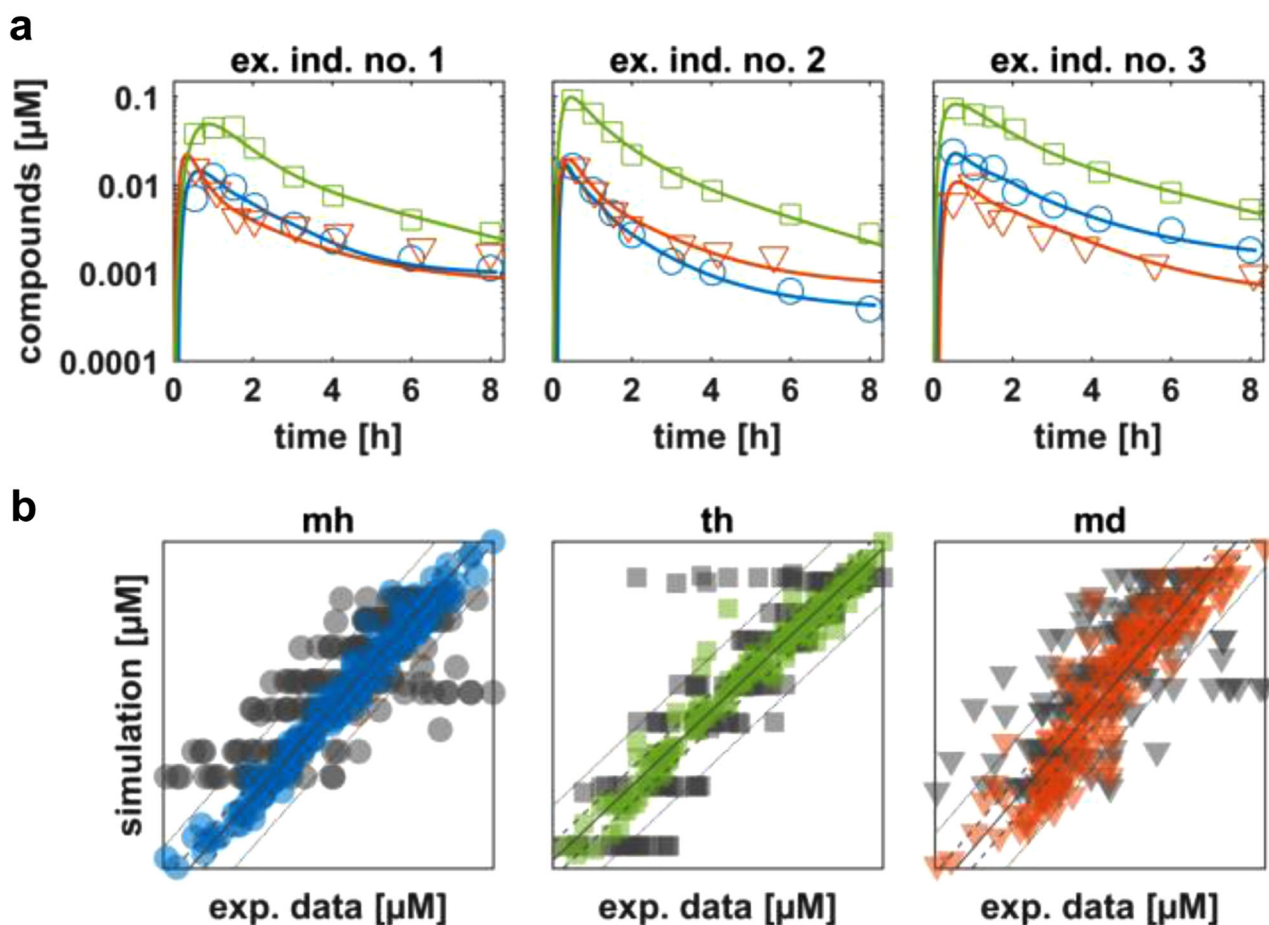 a
ex. ind. no. 1 ex. ind. no. 2 ex. ind. no. 3
compounds [µM]
0.1
0.01
0.001
0.0001
0 2 4 6 8 0 2 4 6 8 0 2 4 6 8
time [h] time [h] time [h]
b
mh th md
simulation [µM]
exp. data [µM] exp. data [µM] exp. data [µM]